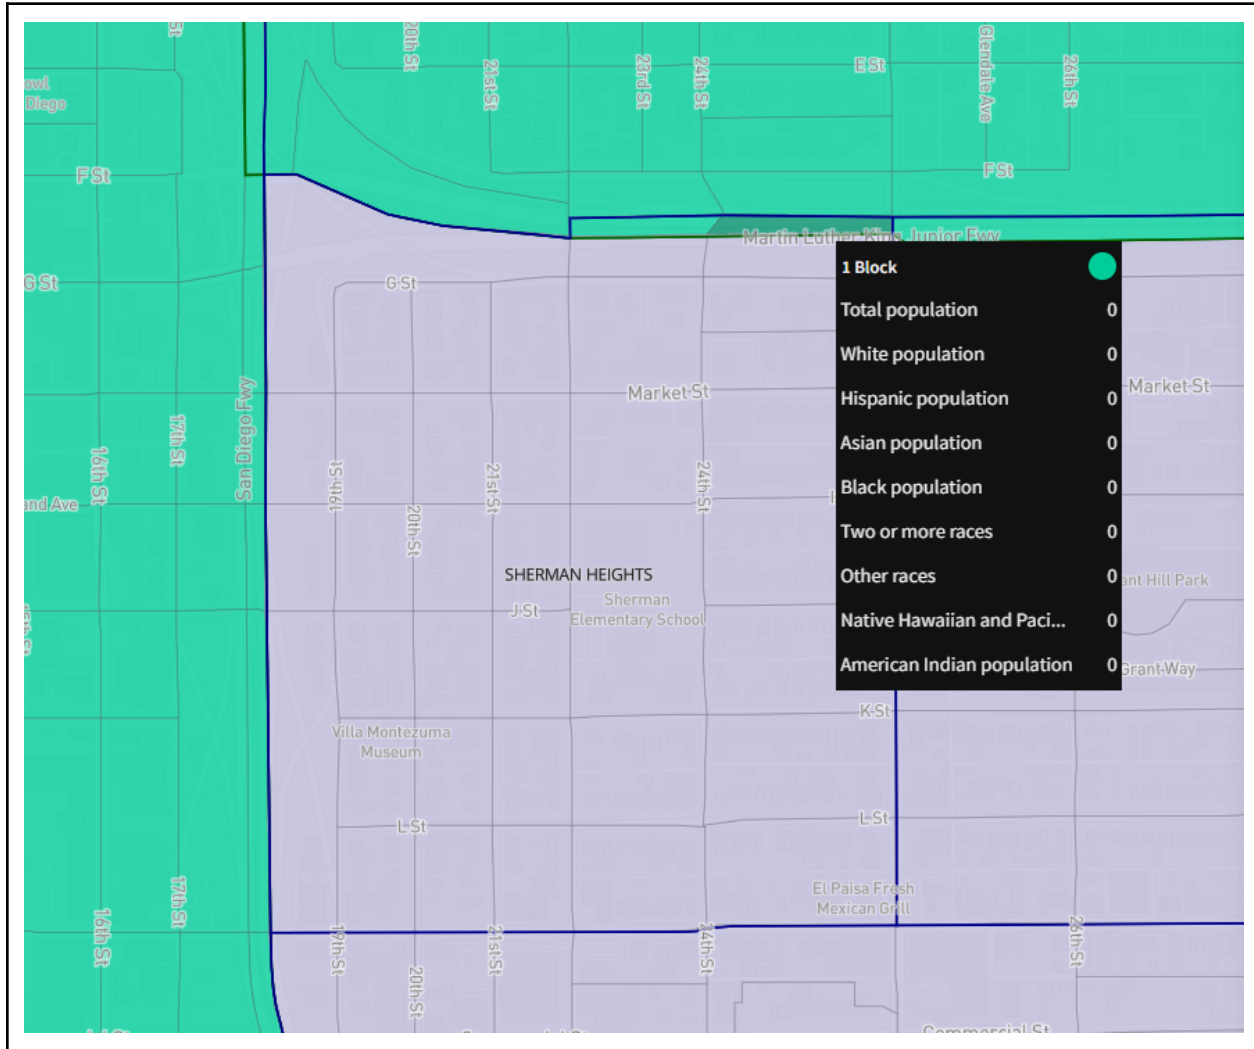 St
20th St
21st St
23rd St
24th St
E St
Glendale Ave
26th St
owl
Diego
F St
F St
Martin Luther King Junior Fwy
G St
G St
1 Block
Total population 0
White population 0
Hispanic population 0
Asian population 0
Black population 0
Two or more races 0
Other races 0
Native Hawaiian and Paci... 0
American Indian population 0
Market St
Market St
San Diego Fwy
17th St
16th St
19th St
20th St
21st St
24th St
and Ave
SHERMAN HEIGHTS
Sherman
Elementary School
J St
ant Hill Park
Grant Way
K St
Villa Montezuma
Museum
L St
L St
El Paisa Fresh
Mexican Grill
17th St
16th St
19th St
20th St
21st St
24th St
26th St
Commercial St